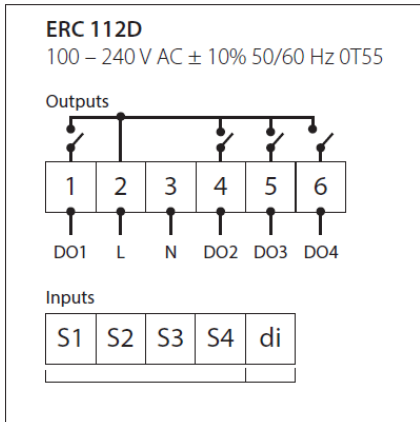 ERC 112D
100 – 240 V AC ± 10% 50/60 Hz 0T55
Outputs
1 2 3 4 5 6
DO1 L N DO2 DO3 DO4
Inputs
S1 S2 S3 S4 di